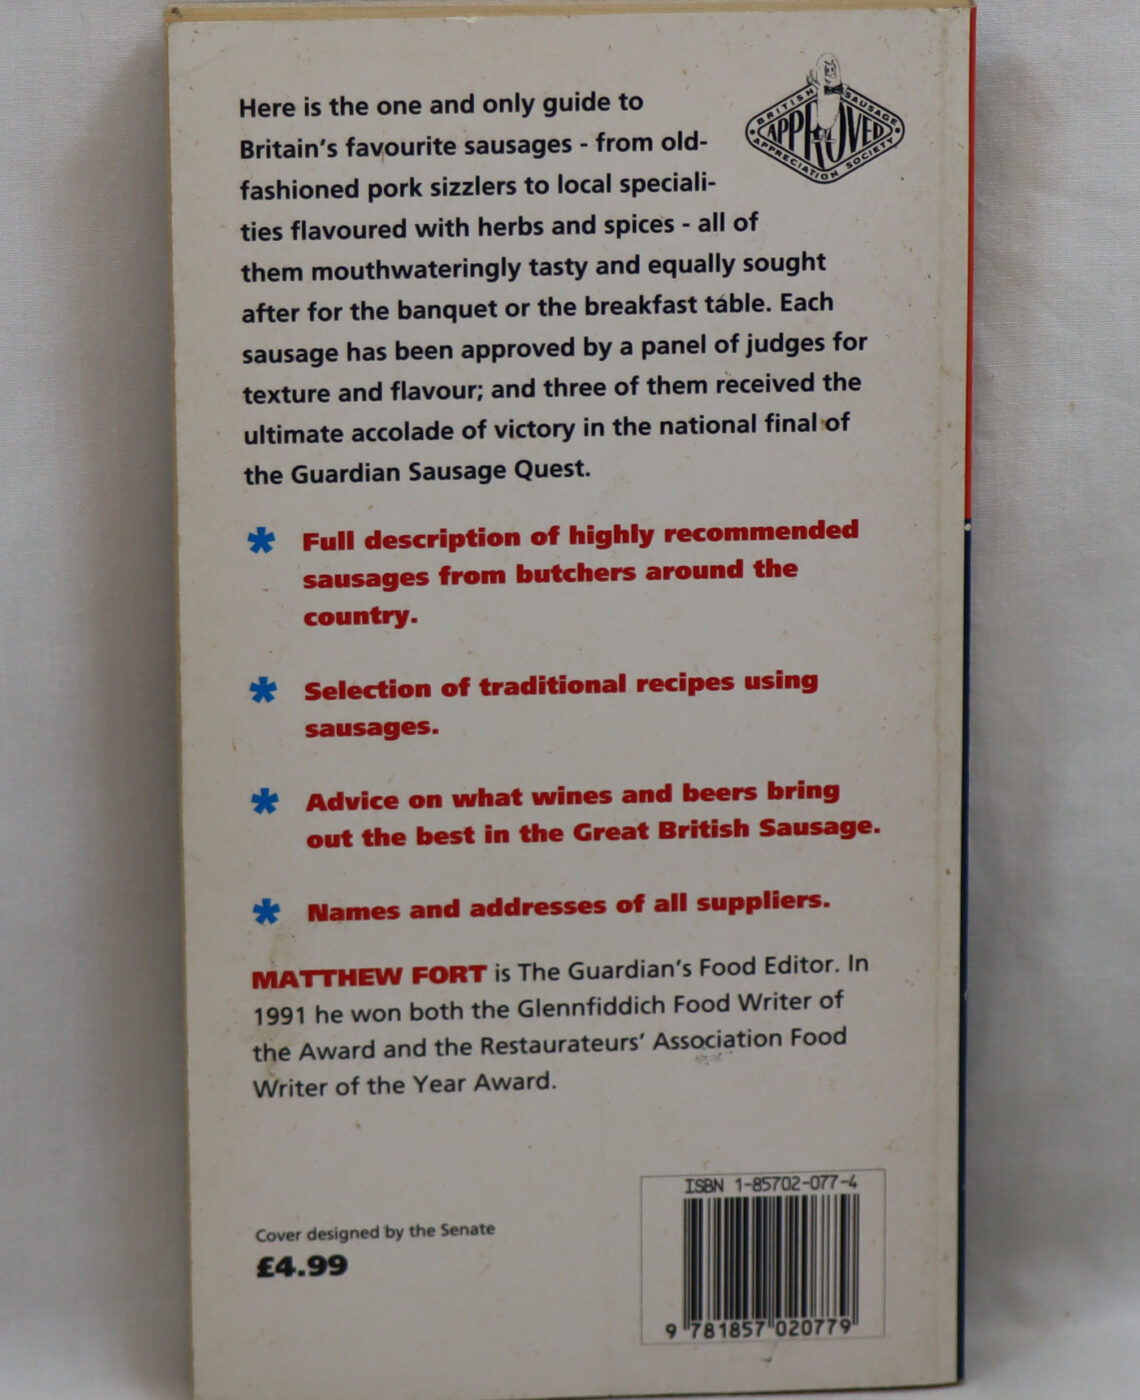 Here is the one and only guide to
Britain's favourite sausages - from old-
fashioned pork sizzlers to local speciali-
ties flavoured with herbs and spices - all of
them mouthwateringly tasty and equally sought
after for the banquet or the breakfast table. Each
sausage has been approved by a panel of judges for
texture and flavour; and three of them received the
ultimate accolade of victory in the national final of
the Guardian Sausage Quest.
BRITISH SAUSAGE
APPROVED
APPRECIATION SOCIETY
* Full description of highly recommended
sausages from butchers around the
country.
* Selection of traditional recipes using
sausages.
* Advice on what wines and beers bring
out the best in the Great British Sausage.
* Names and addresses of all suppliers.
MATTHEW FORT is The Guardian's Food Editor. In
1991 he won both the Glennfiddich Food Writer of
the Award and the Restaurateurs' Association Food
Writer of the Year Award.
Cover designed by the Senate
£4.99
ISBN 1-85702-077-4
9 781857 020779